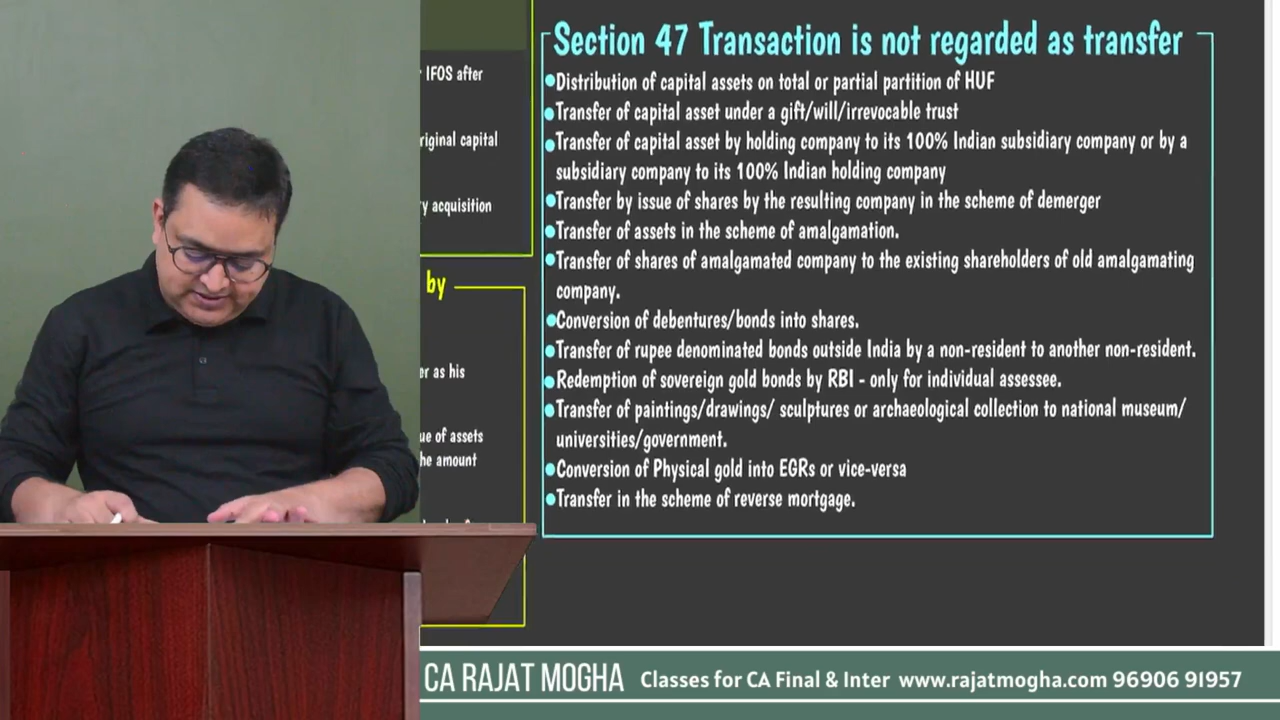 IFOS after
riginal capital
y acquisition
by
er as his
ue of assets
he amount
Section 47 Transaction is not regarded as transfer
Distribution of capital assets on total or partial partition of HUF
Transfer of capital asset under a gift/will/irrevocable trust
Transfer of capital asset by holding company to its 100% Indian subsidiary company or by a
subsidiary company to its 100% Indian holding company
Transfer by issue of shares by the resulting company in the scheme of demerger
Transfer of assets in the scheme of amalgamation.
Transfer of shares of amalgamated company to the existing shareholders of old amalgamating
company.
Conversion of debentures/bonds into shares.
Transfer of rupee denominated bonds outside India by a non-resident to another non-resident.
Redemption of sovereign gold bonds by RBI - only for individual assessee.
Transfer of paintings/drawings/ sculptures or archaeological collection to national museum/
universities/government.
Conversion of Physical gold into EGRs or vice-versa
Transfer in the scheme of reverse mortgage.
CA RAJAT MOGHA Classes for CA Final & Inter www.rajatmogha.com 96906 91957